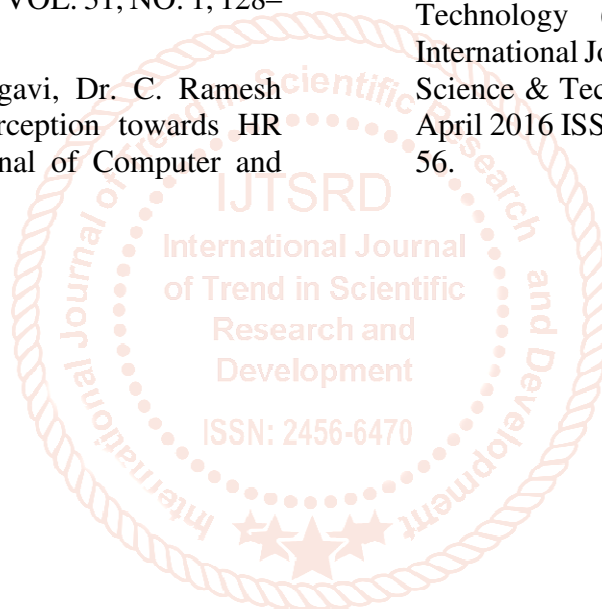 VOL. 31, NO. 1, 128–
gavi, Dr. C. Ramesh
rception towards HR
nal of Computer and
Technology (
International Jo
Science & Tec
April 2016 ISS
56.
International Journal of Trend in Scientific Research and Development
IJTSRD
International Journal
of Trend in Scientific
Research and
Development
ISSN: 2456-6470